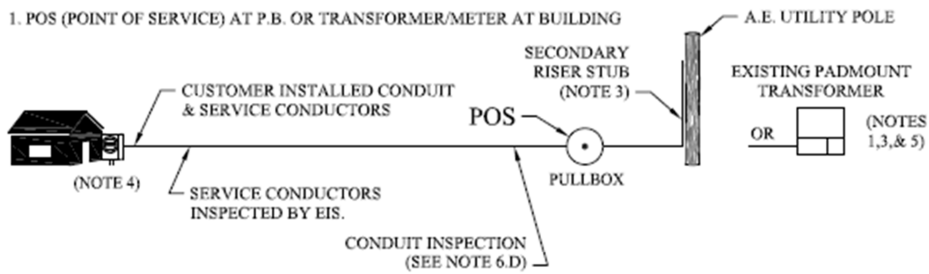 1. POS (POINT OF SERVICE) AT P.B. OR TRANSFORMER/METER AT BUILDING
A.E. UTILITY POLE
SECONDARY
RISER STUB
(NOTE 3)
EXISTING PADMOUNT
TRANSFORMER
CUSTOMER INSTALLED CONDUIT
& SERVICE CONDUCTORS
POS
OR
(NOTES
1,3,& 5)
(NOTE 4)
PULLBOX
SERVICE CONDUCTORS
INSPECTED BY EIS.
CONDUIT INSPECTION
(SEE NOTE 6.D)